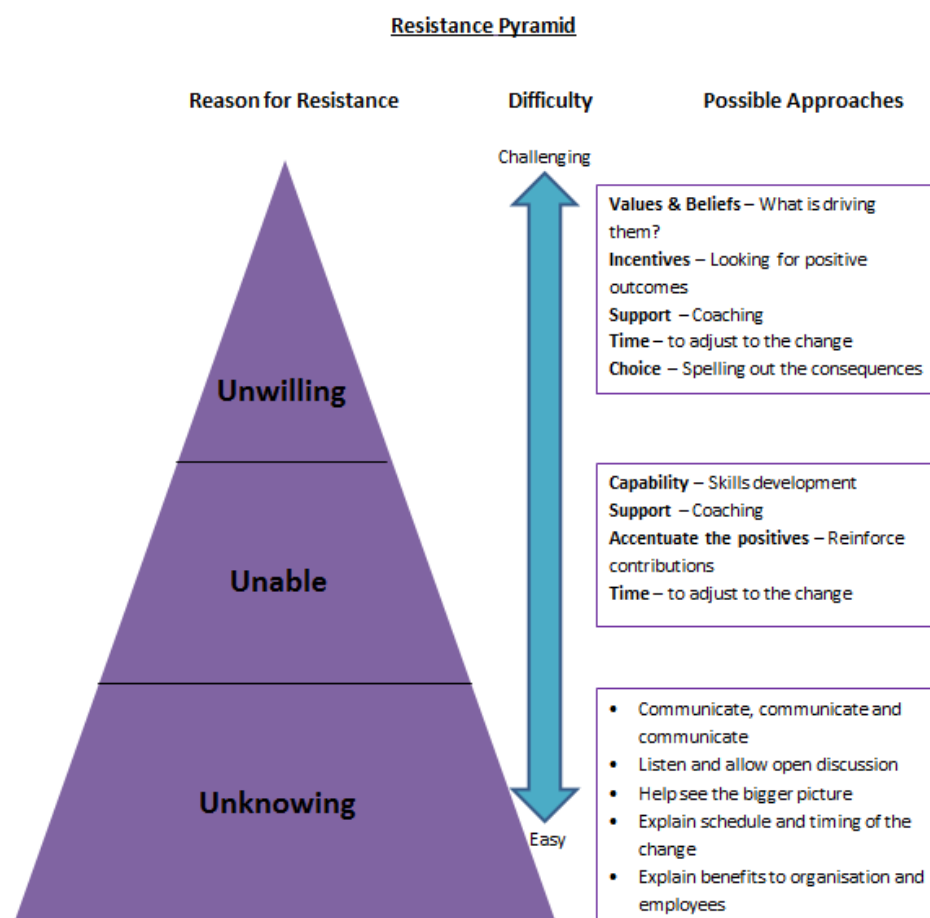 Resistance Pyramid
Reason for Resistance
Difficulty
Possible Approaches
Challenging
Values & Beliefs – What is driving
them?
Incentives – Looking for positive
outcomes
Support – Coaching
Time – to adjust to the change
Choice – Spelling out the consequences
Unwilling
Capability – Skills development
Support – Coaching
Accentuate the positives – Reinforce
contributions
Time – to adjust to the change
Unable
• Communicate, communicate and
communicate
• Listen and allow open discussion
• Help see the bigger picture
• Explain schedule and timing of the
change
• Explain benefits to organisation and
employees
Unknowing
Easy